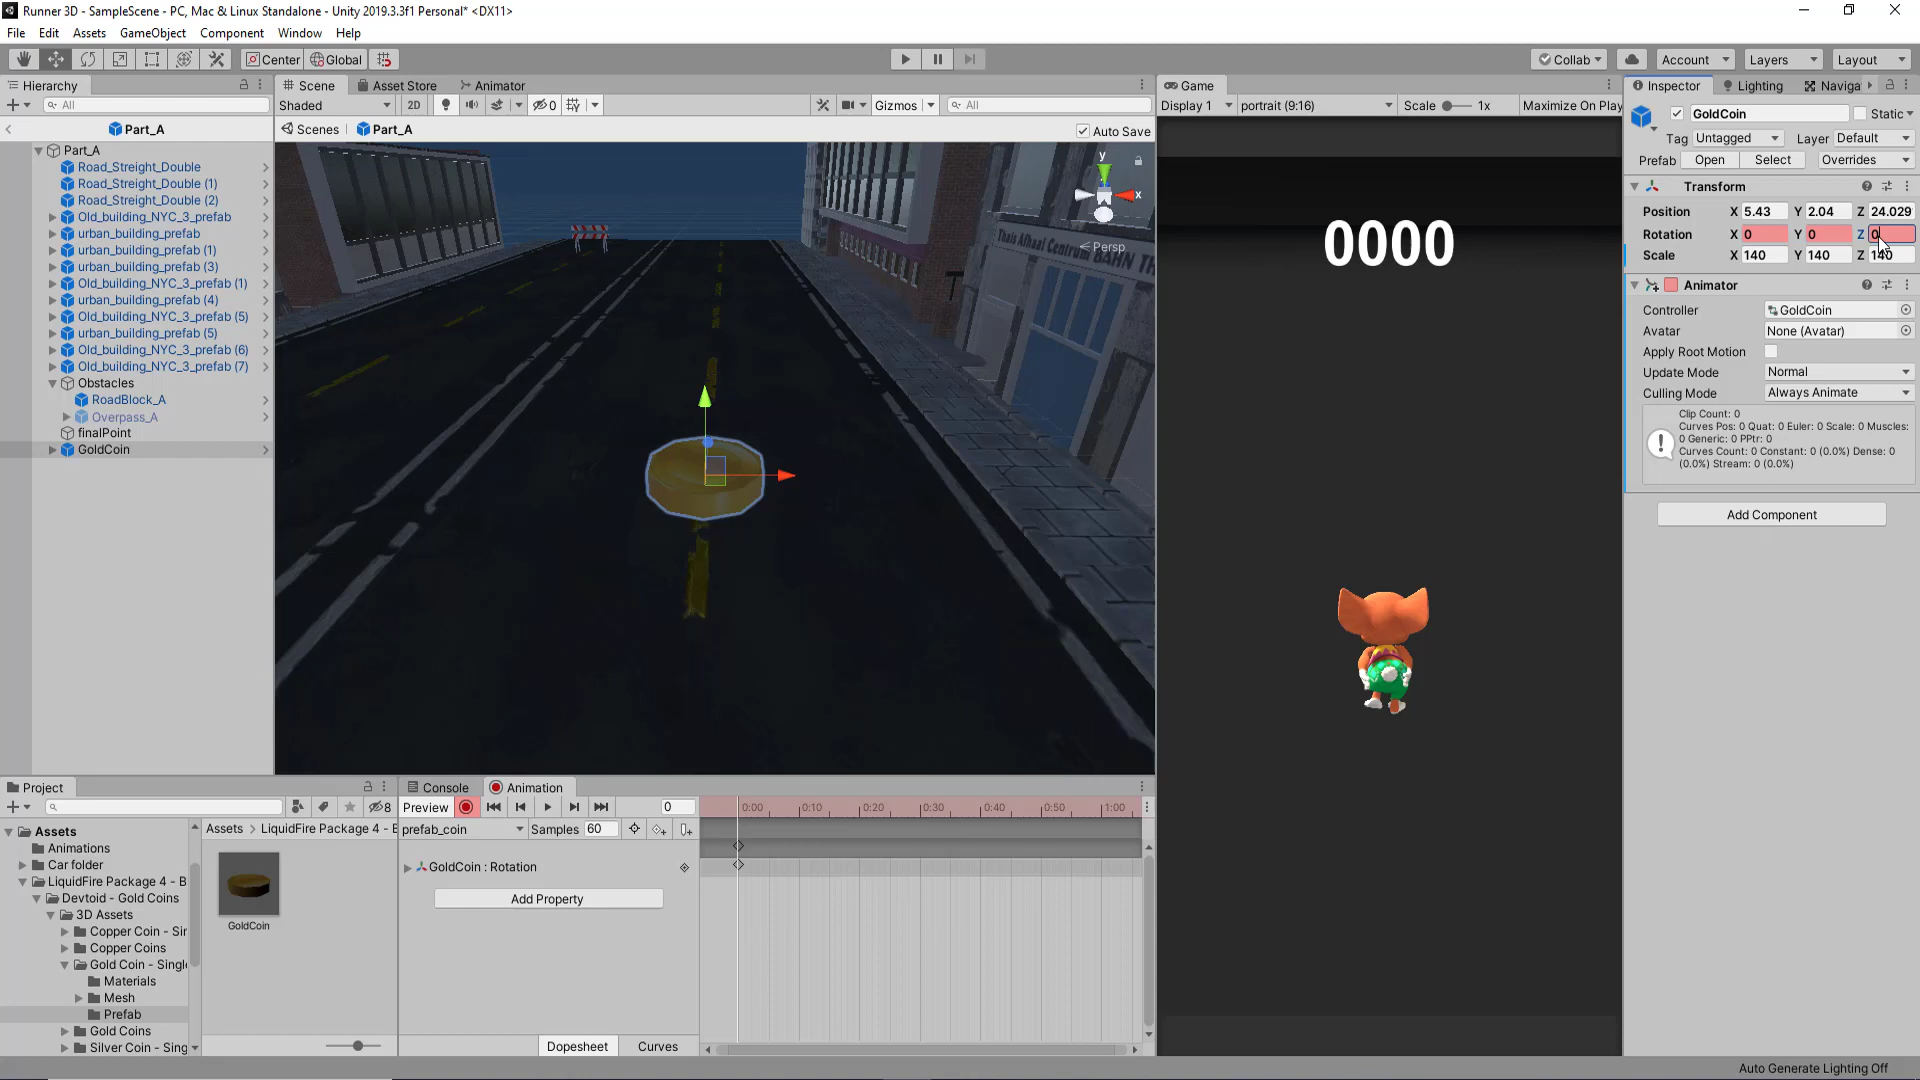 Runner 3D - SampleScene - PC, Mac & Linux Standalone - Unity 2019.3.3f1 Personal* <DX11>
File Edit Assets GameObject Component Window Help
Center Global Collab Account Layers Layout
Hierarchy
All
Part_A
Part_A
Road_Streight_Double
Road_Streight_Double (1)
Road_Streight_Double (2)
Old_building_NYC_3_prefab
urban_building_prefab
urban_building_prefab (1)
urban_building_prefab (3)
Old_building_NYC_3_prefab (1)
urban_building_prefab (4)
Old_building_NYC_3_prefab (5)
urban_building_prefab (5)
Old_building_NYC_3_prefab (6)
Old_building_NYC_3_prefab (7)
Obstacles
RoadBlock_A
Overpass_A
finalPoint
GoldCoin
Scene Asset Store Animator
Shaded 2D 0 Gizmos All
Scenes Part_A Auto Save
y
x
Persp
Thais Afhaal Centrum BAHN TH
Game
Display 1 portrait (9:16) Scale 1x Maximize On Play
0000
Inspector Lighting Naviga
GoldCoin Static
Tag Untagged Layer Default
Prefab Open Select Overrides
Transform
Position X 5.43 Y 2.04 Z 24.029
Rotation X 0 Y 0 Z 0
Scale X 140 Y 140 Z 140
Animator
Controller GoldCoin
Avatar None (Avatar)
Apply Root Motion
Update Mode Normal
Culling Mode Always Animate
Clip Count: 0
Curves Pos: 0 Quat: 0 Euler: 0 Scale: 0 Muscles:
0 Generic: 0 PPtr: 0
Curves Count: 0 Constant: 0 (0.0%) Dense: 0
(0.0%) Stream: 0 (0.0%)
Add Component
Project
8
Assets
Animations
Car folder
LiquidFire Package 4 - B
Devtoid - Gold Coins
3D Assets
Copper Coin - Sir
Copper Coins
Gold Coin - Single
Materials
Mesh
Prefab
Gold Coins
Silver Coin - Sing
Assets > LiquidFire Package 4 - E
GoldCoin
Console Animation
Preview 0 0:00 0:10 0:20 0:30 0:40 0:50 1:00
prefab_coin Samples 60
GoldCoin : Rotation
Add Property
Dopesheet Curves
Auto Generate Lighting Off